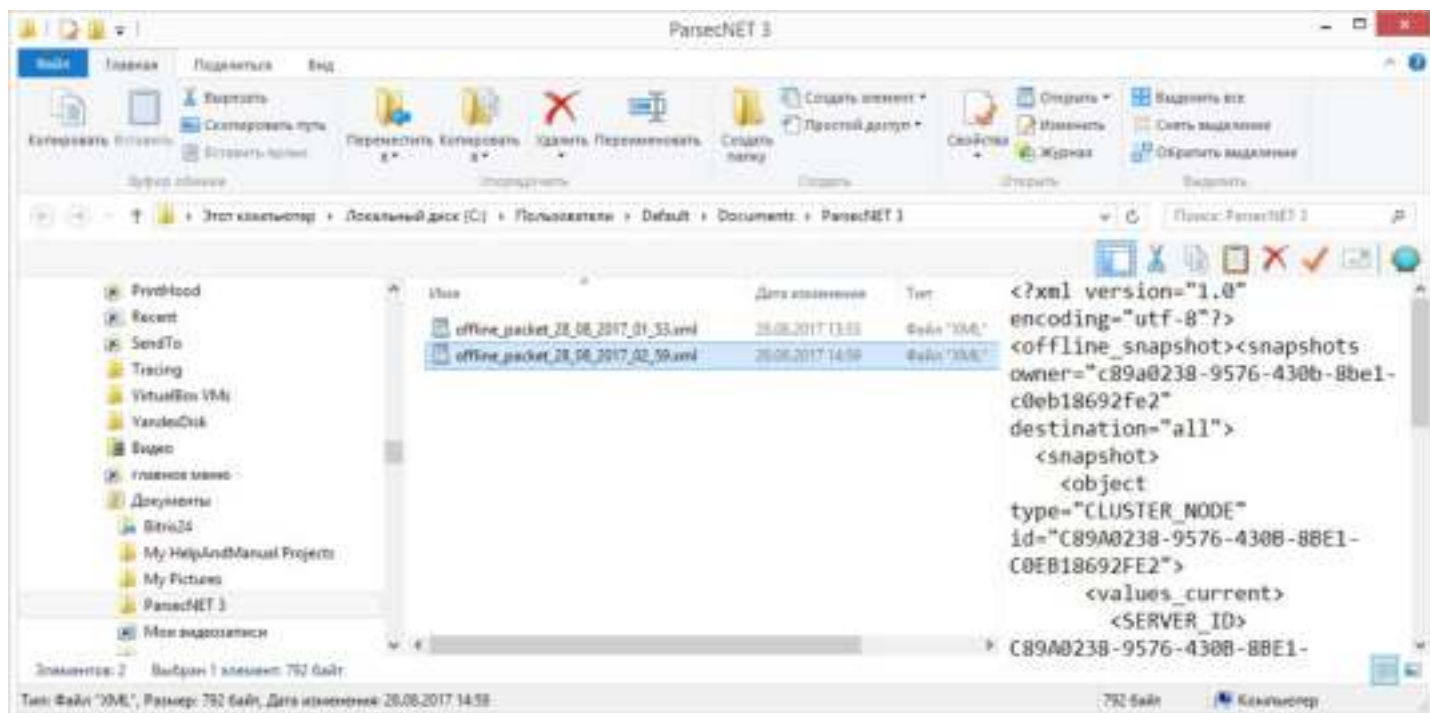 ParsecNET 3
Файл Главная Поделиться Вид
Копировать Вставить
Вырезать
Скопировать путь
Вставить ярлык
Переместить в Копировать в Удалить Переименовать
Создать папку
Создать элемент
Простой доступ
Свойства
Открыть
Изменить
Журнал
Выделить все
Снять выделение
Обратить выделение
Буфер обмена Упорядочить Создать Открыть Выделить
Этот компьютер Локальный диск (C:) Пользователи Default Documents ParsecNET 3
Поиск: ParsecNET 3
PrintHood
Recent
SendTo
Tracing
VirtualBox VMs
YandexDisk
Видео
главное меню
Документы
Bitrix24
My HelpAndManual Projects
My Pictures
ParsecNET 3
Мои видеозаписи
Имя Дата изменения Тип
offline_packet_28_08_2017_01_53.xml 28.08.2017 13:53 Файл "XML"
offline_packet_28_08_2017_02_59.xml 28.08.2017 14:59 Файл "XML"
<?xml version="1.0"
encoding="utf-8"?>
<offline_snapshot><snapshots
owner="c89a0238-9576-430b-8be1-
c0eb18692fe2"
destination="all">
<snapshot>
<object
type="CLUSTER_NODE"
id="C89A0238-9576-430B-8BE1-
C0EB18692FE2">
<values_current>
<SERVER_ID>
C89A0238-9576-430B-8BE1-
Элементов: 2 Выбран 1 элемент: 792 байт
Тип: Файл "XML", Размер: 792 байт, Дата изменения: 28.08.2017 14:59 792 байт Компьютер